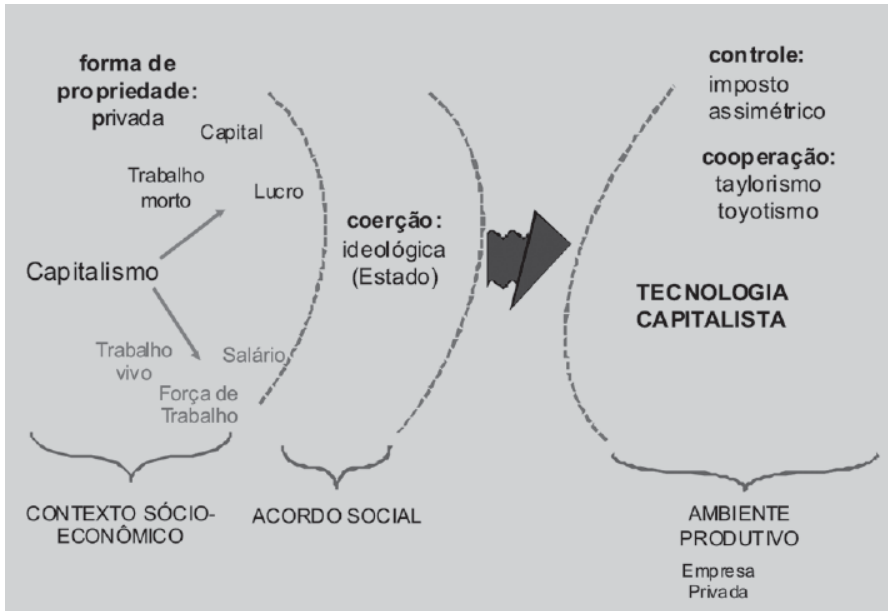 forma de
propriedade:
privada
Capital
Trabalho
morto
Lucro
Capitalismo
Trabalho
vivo
Salário
Força de
Trabalho
coerção:
ideológica
(Estado)
controle:
imposto
assimétrico
cooperação:
taylorismo
toyotismo
TECNOLOGIA
CAPITALISTA
CONTEXTO SÓCIO-
ECONÔMICO
ACORDO SOCIAL
AMBIENTE
PRODUTIVO
Empresa
Privada